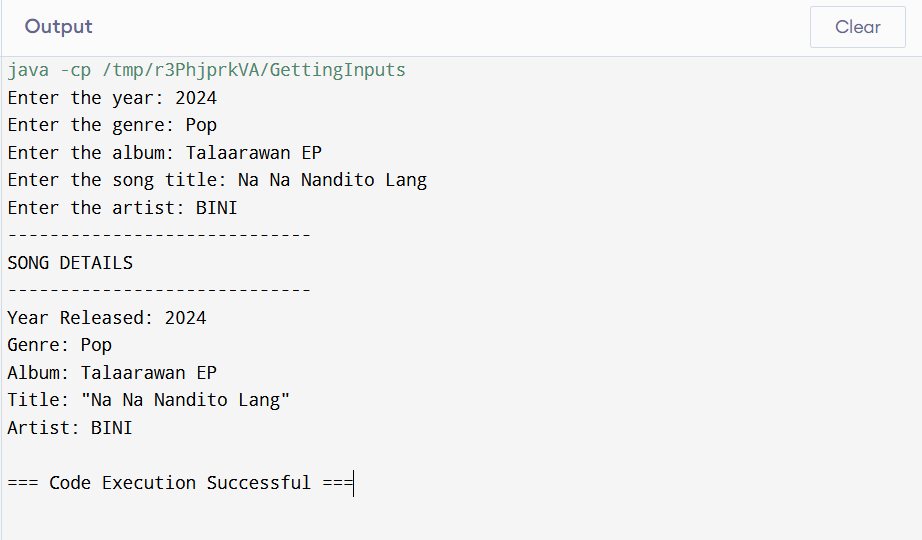 Output
Clear
java -cp /tmp/r3PhjprkVA/GettingInputs
Enter the year: 2024
Enter the genre: Pop
Enter the album: Talaarawan EP
Enter the song title: Na Na Nandito Lang
Enter the artist: BINI
-----------------------------
SONG DETAILS
-----------------------------
Year Released: 2024
Genre: Pop
Album: Talaarawan EP
Title: "Na Na Nandito Lang"
Artist: BINI
=== Code Execution Successful ===